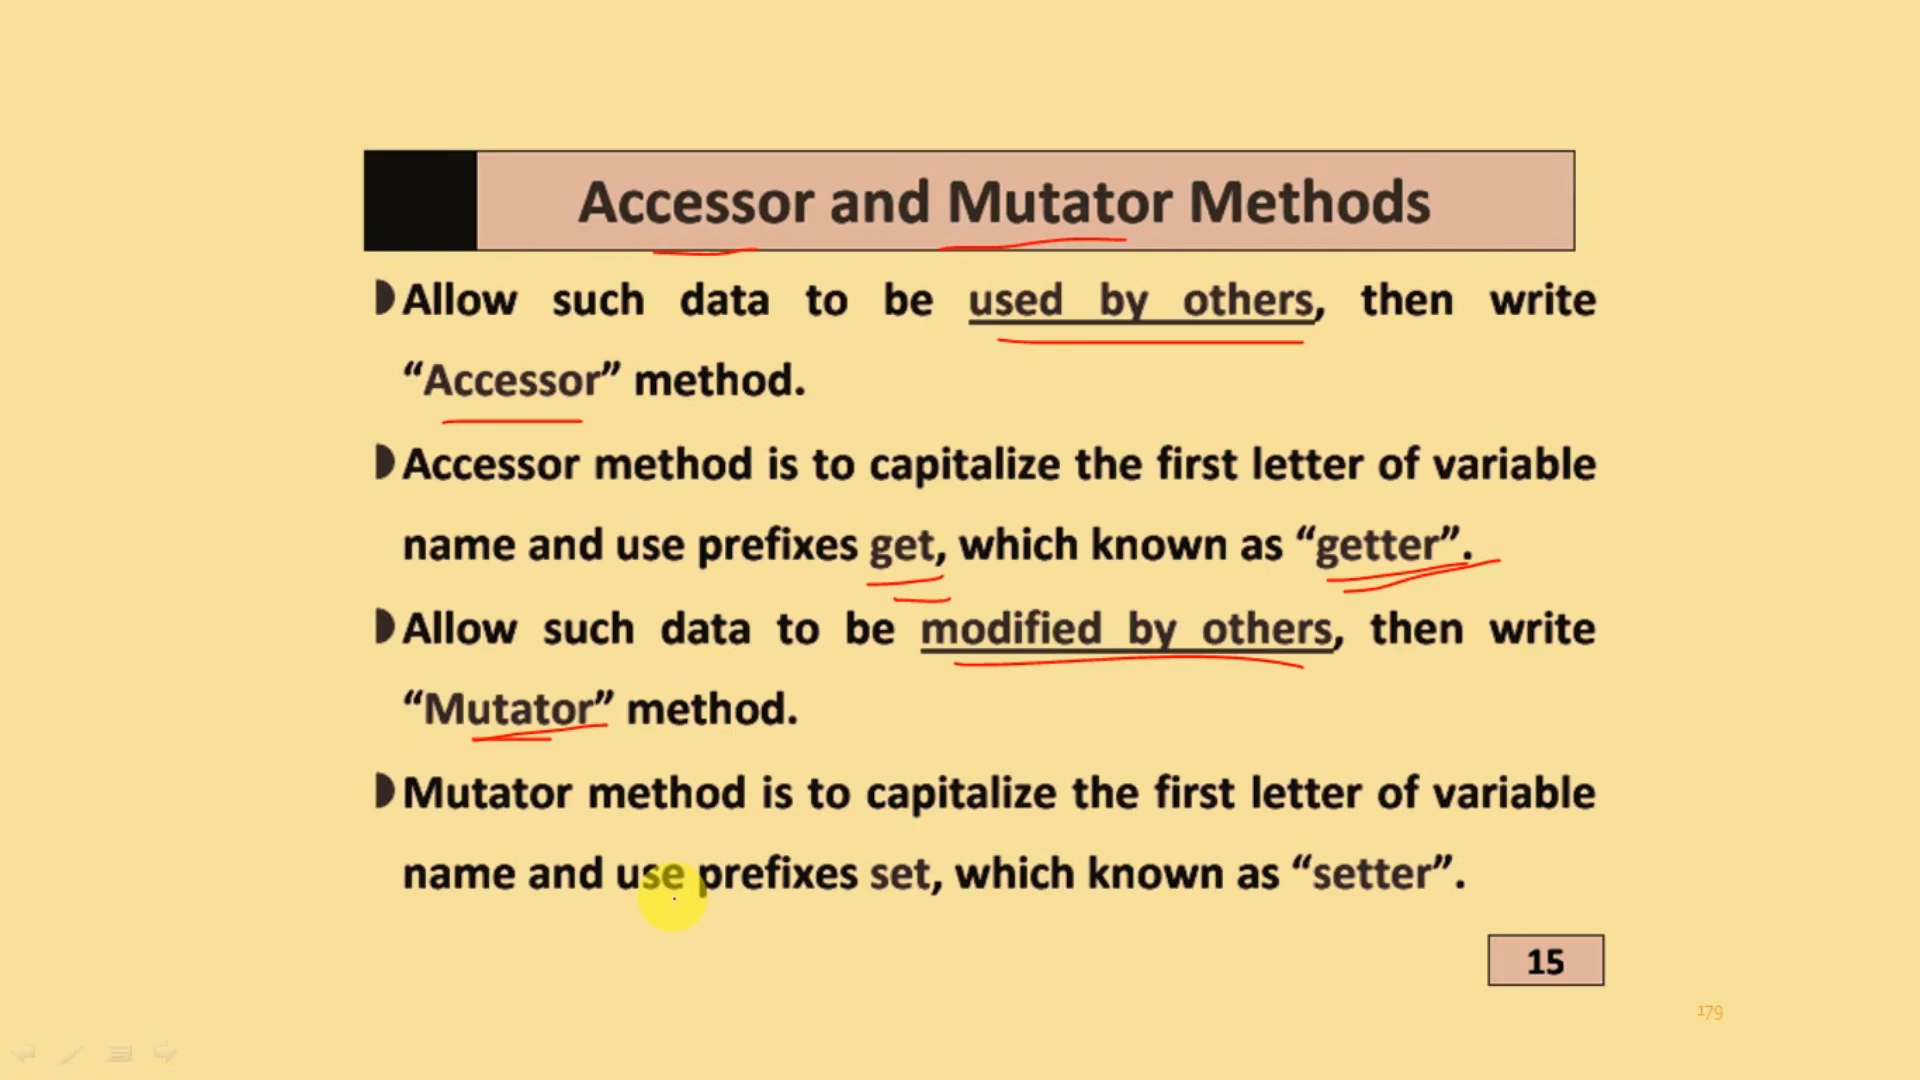 Accessor and Mutator Methods
Allow such data to be used by others, then write
“Accessor” method.
Accessor method is to capitalize the first letter of variable
name and use prefixes get, which known as “getter”.
Allow such data to be modified by others, then write
“Mutator” method.
Mutator method is to capitalize the first letter of variable
name and use prefixes set, which known as “setter”.
15
179